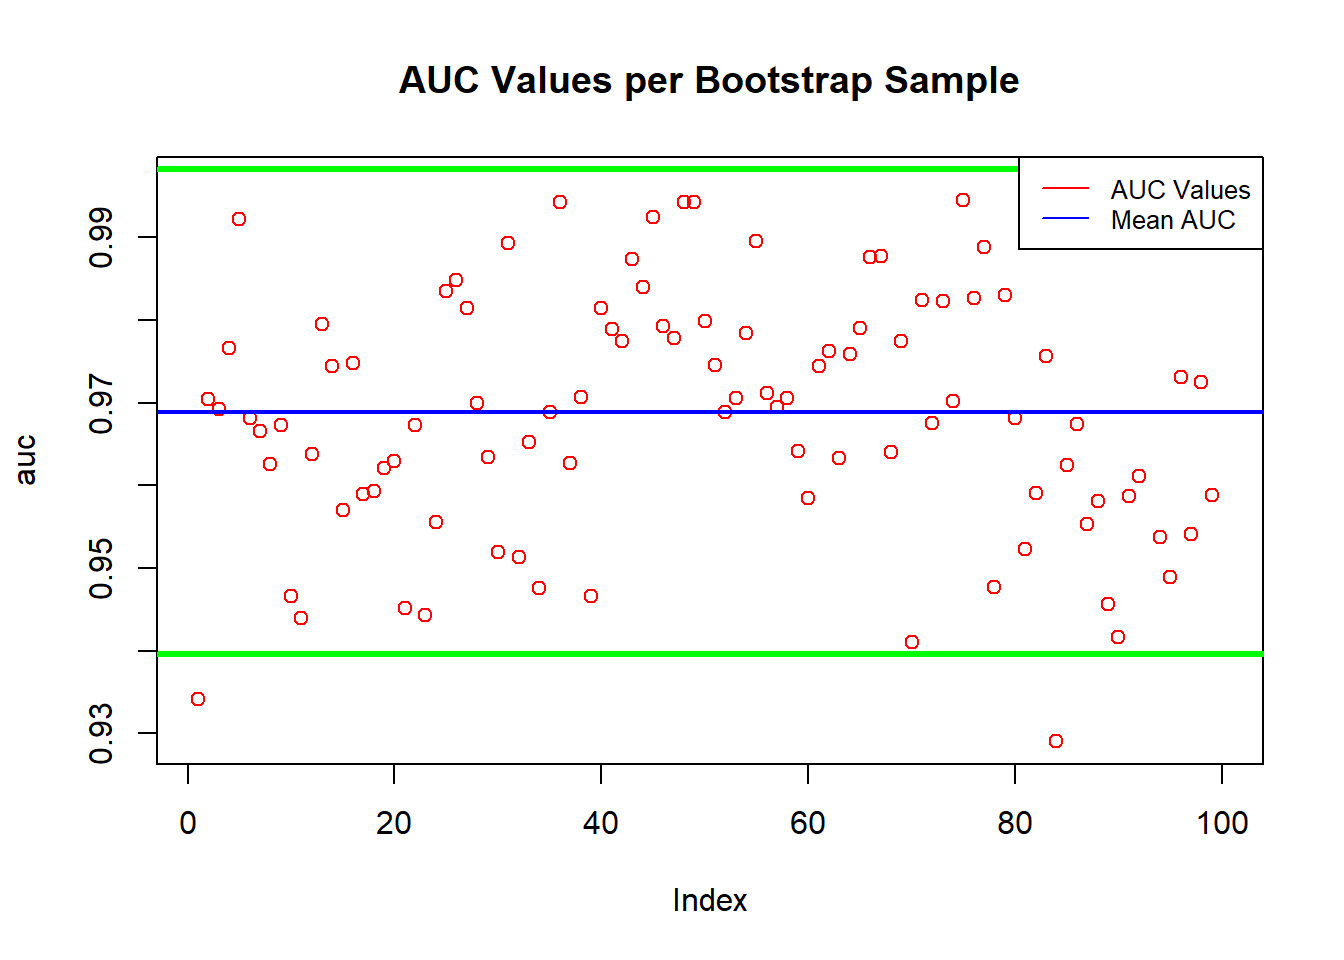 AUC Values per Bootstrap Sample
AUC Values
Mean AUC
auc
0.99
0.97
0.95
0.93
0 20 40 60 80 100
Index